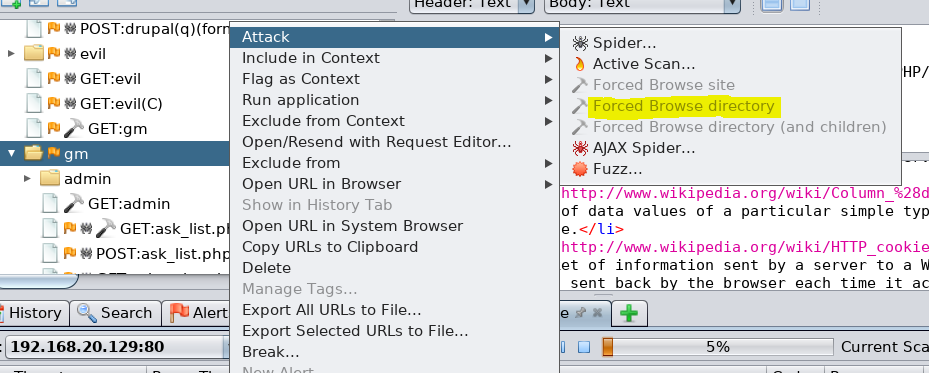 Header: Text
Body: Text
POST:drupal(q)(form
evil
GET:evil
GET:evil(C)
GET:gm
gm
admin
GET:admin
GET:ask_list.ph
POST:ask_list.php
Attack
Include in Context
Flag as Context
Run application
Exclude from Context
Open/Resend with Request Editor...
Exclude from
Open URL in Browser
Show in History Tab
Open URL in System Browser
Copy URLs to Clipboard
Delete
Manage Tags...
Export All URLs to File...
Export Selected URLs to File...
Break...
New Alert
Spider...
Active Scan...
Forced Browse site
Forced Browse directory
Forced Browse directory (and children)
AJAX Spider...
Fuzz...
PHP/
http://www.wikipedia.org/wiki/Column_%28d
of data values of a particular simple typ
e.</li>
http://www.wikipedia.org/wiki/HTTP_cookie
et of information sent by a server to a W
sent back by the browser each time it ac
History
Search
Alert
e
: 192.168.20.129:80
5%
Current Sca